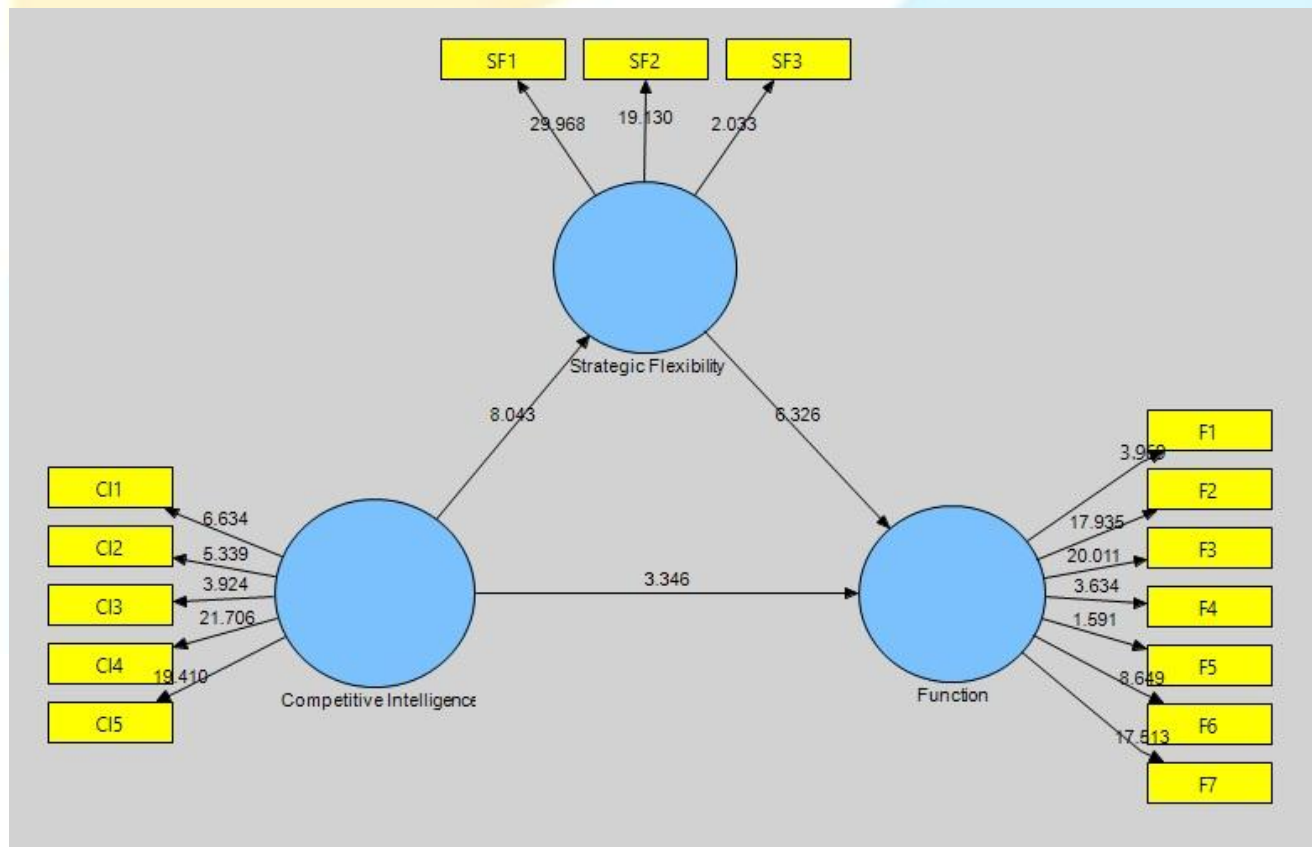 SF1
SF2
SF3
29.968
19.130
2.033
Strategic Flexibility
8.043
6.326
CI1
CI2
CI3
CI4
CI5
6.634
5.339
3.924
21.706
19.410
Competitive Intelligence
3.346
F1
F2
F3
F4
F5
F6
F7
3.959
17.935
20.011
3.634
1.591
8.649
17.513
Function